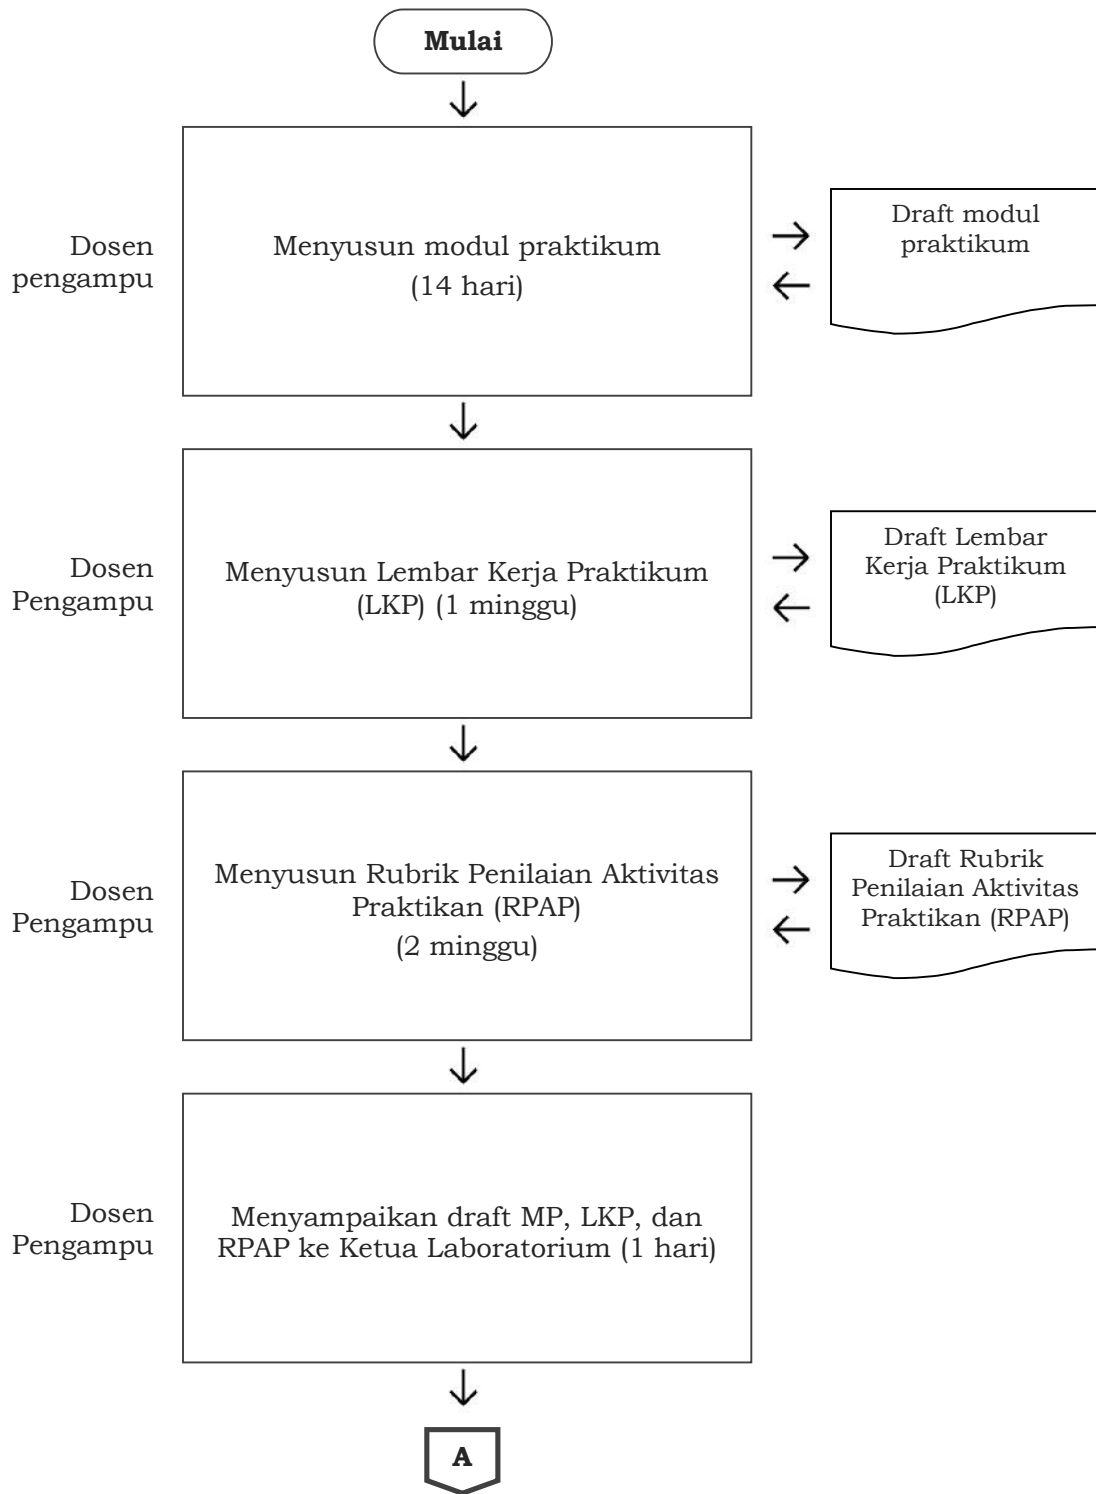 Mulai
Dosen
pengampu
Menyusun modul praktikum
(14 hari)
Draft modul
praktikum
Dosen
Pengampu
Menyusun Lembar Kerja Praktikum
(LKP) (1 minggu)
Draft Lembar
Kerja Praktikum
(LKP)
Dosen
Pengampu
Menyusun Rubrik Penilaian Aktivitas
Praktikan (RPAP)
(2 minggu)
Draft Rubrik
Penilaian Aktivitas
Praktikan (RPAP)
Dosen
Pengampu
Menyampaikan draft MP, LKP, dan
RPAP ke Ketua Laboratorium (1 hari)
A